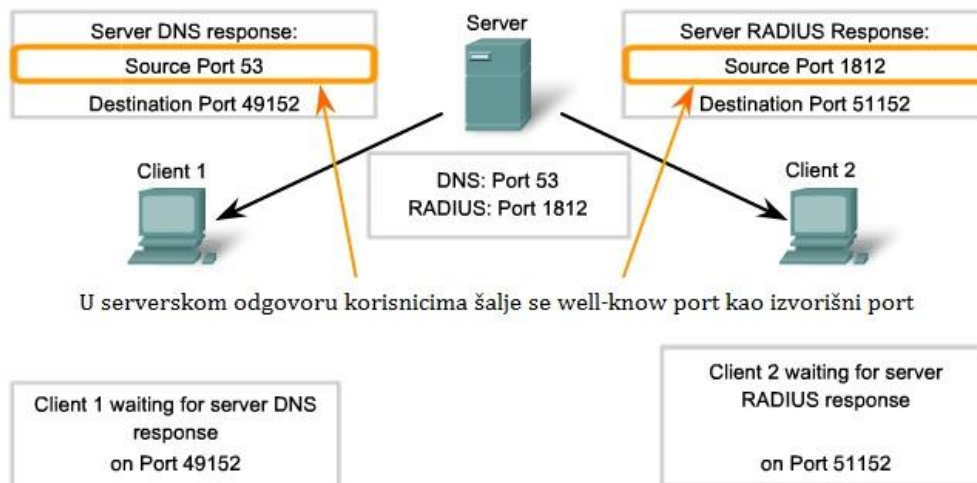 Server DNS response:
Source Port 53
Destination Port 49152
Server
Server RADIUS Response:
Source Port 1812
Destination Port 51152
Client 1
DNS: Port 53
RADIUS: Port 1812
Client 2
U serverskom odgovoru korisnicima šalje se well-know port kao izvorišni port
Client 1 waiting for server DNS
response
on Port 49152
Client 2 waiting for server
RADIUS response
on Port 51152